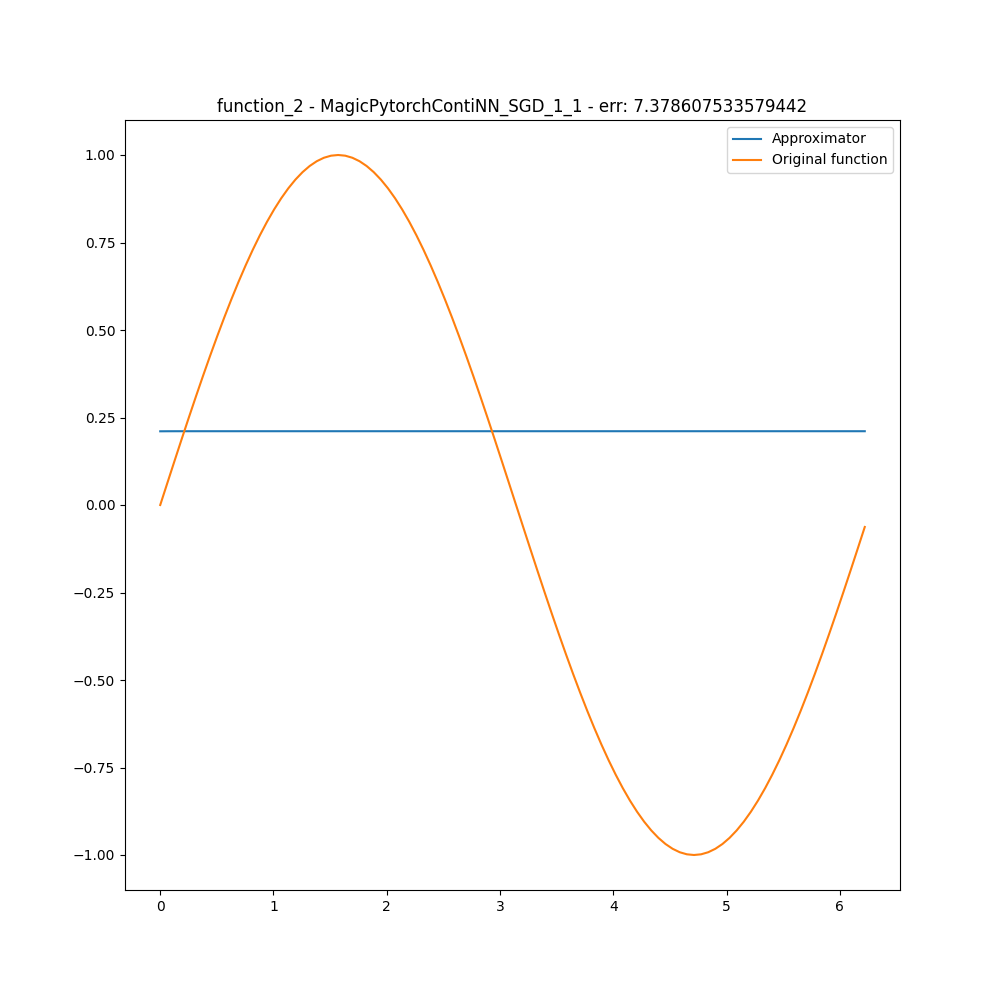 function_2 - MagicPytorchContiNN_SGD_1_1 - err: 7.378607533579442
Approximator
Original function
1.00
0.75
0.50
0.25
0.00
−0.25
−0.50
−0.75
−1.00
0 1 2 3 4 5 6